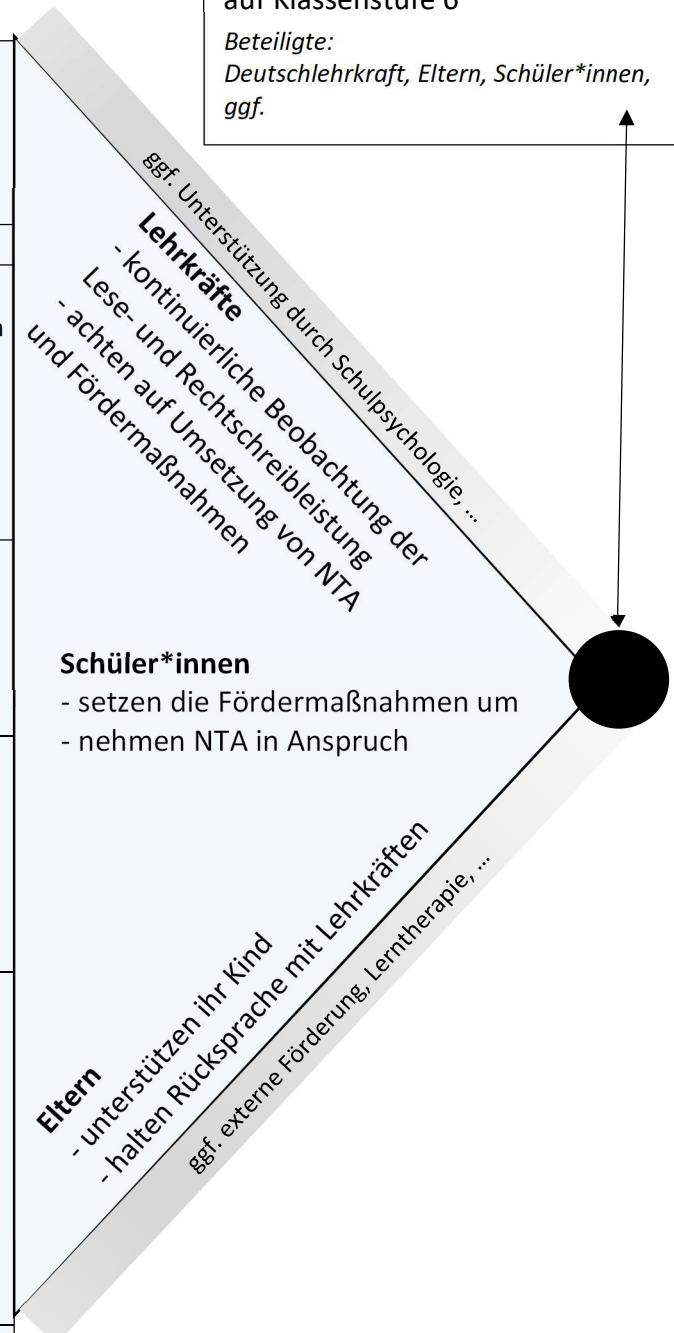 auf Klassenstufe 6
Beteiligte:
Deutschlehrkraft, Eltern, Schüler*innen,
ggf.
ggf. Unterstützung durch Schulpsychologie, ...
Lehrkräfte
- kontinuierliche Beobachtung der
Lese- und Rechtschreibleistung
- achten auf Umsetzung von NTA
und Fördermaßnahmen
Schüler*innen
- setzen die Fördermaßnahmen um
- nehmen NTA in Anspruch
Eltern
- unterstützen ihr Kind
- halten Rücksprache mit Lehrkräften
ggf. externe Förderung, Lerntherapie, ...